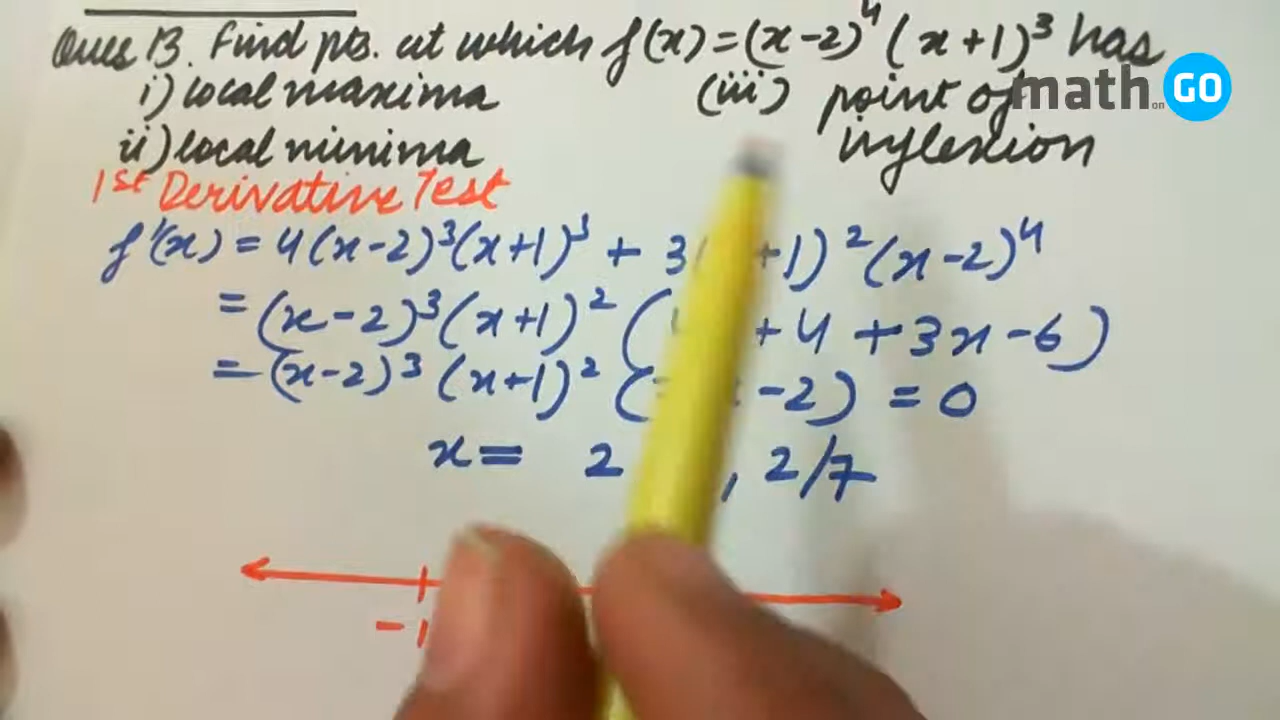 Ques 13. Find pts. at which f(x) = (x-2)⁴ (x+1)³ has
i) local maxima
(iii) point of
math on GO
ii) local minima
inflexion
1st Derivative Test
f'(x) = 4(x-2)³(x+1)³ + 3( +1)²(x-2)⁴
= (x-2)³(x+1)² ( +4 + 3x-6)
= (x-2)³ (x+1)² ( -2) = 0
x = 2 , 2/7
-1